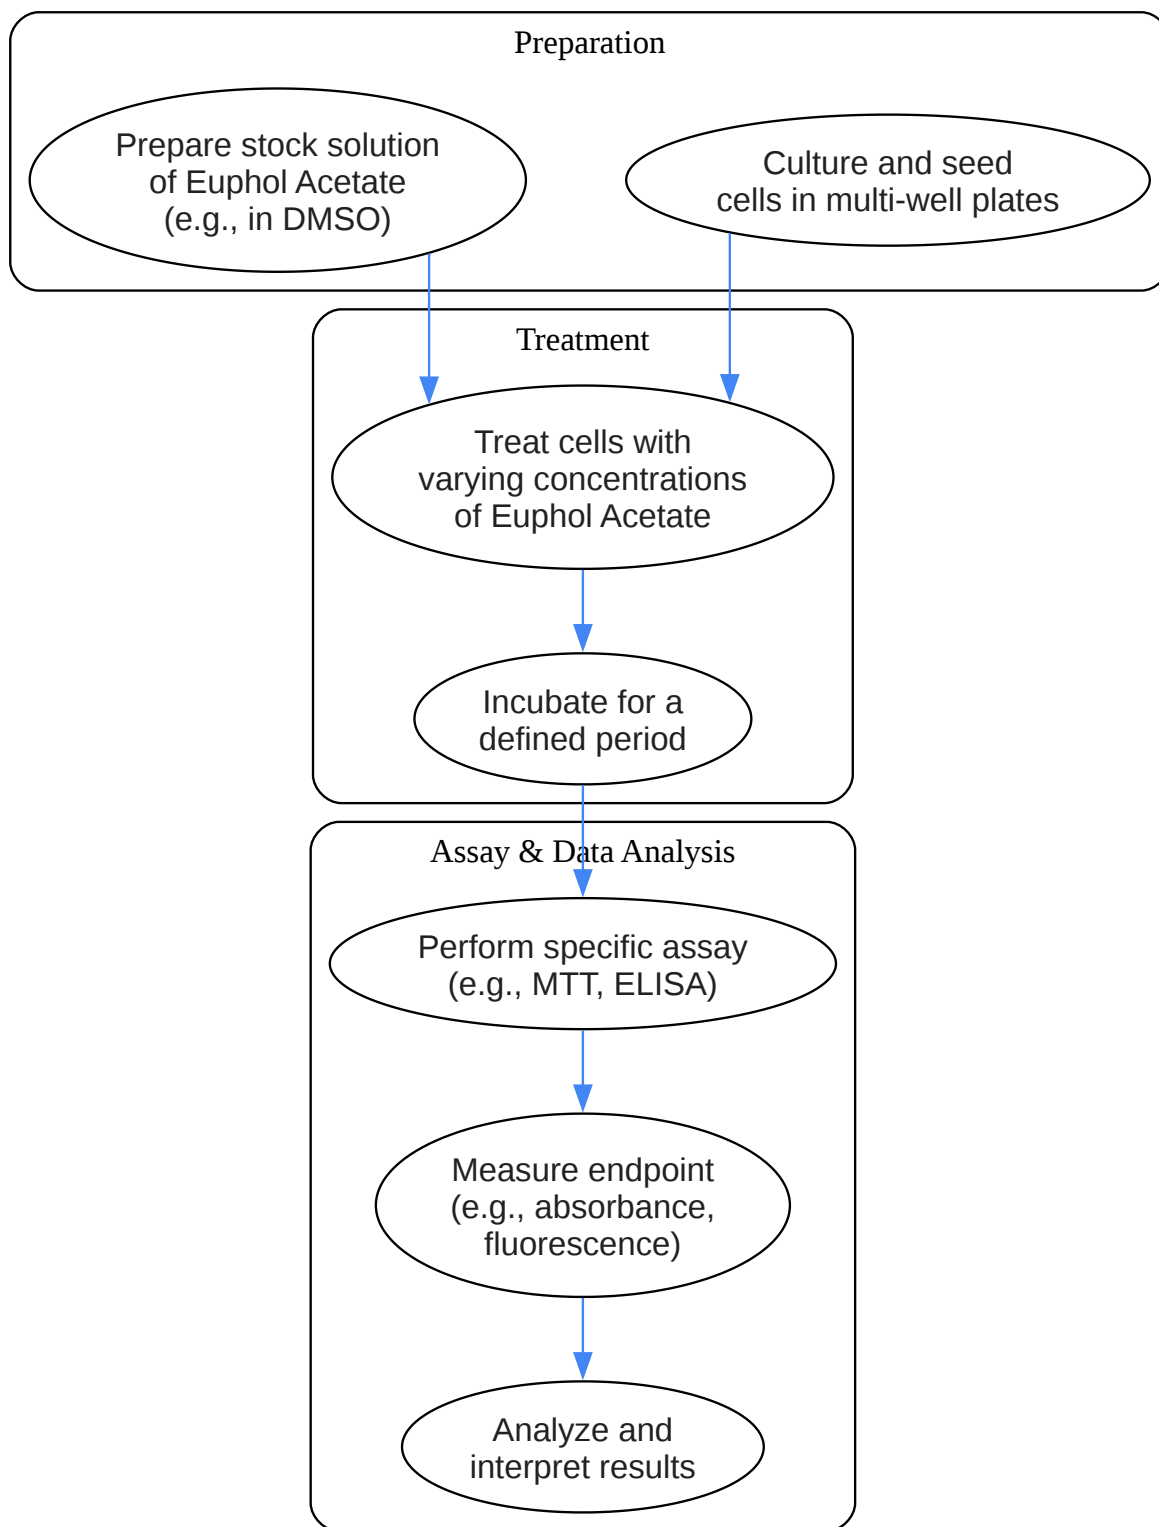 Preparation
Prepare stock solution
of Euphol Acetate
(e.g., in DMSO)
Culture and seed
cells in multi-well plates
Treatment
Treat cells with
varying concentrations
of Euphol Acetate
Incubate for a
defined period
Assay & Data Analysis
Perform specific assay
(e.g., MTT, ELISA)
Measure endpoint
(e.g., absorbance,
fluorescence)
Analyze and
interpret results